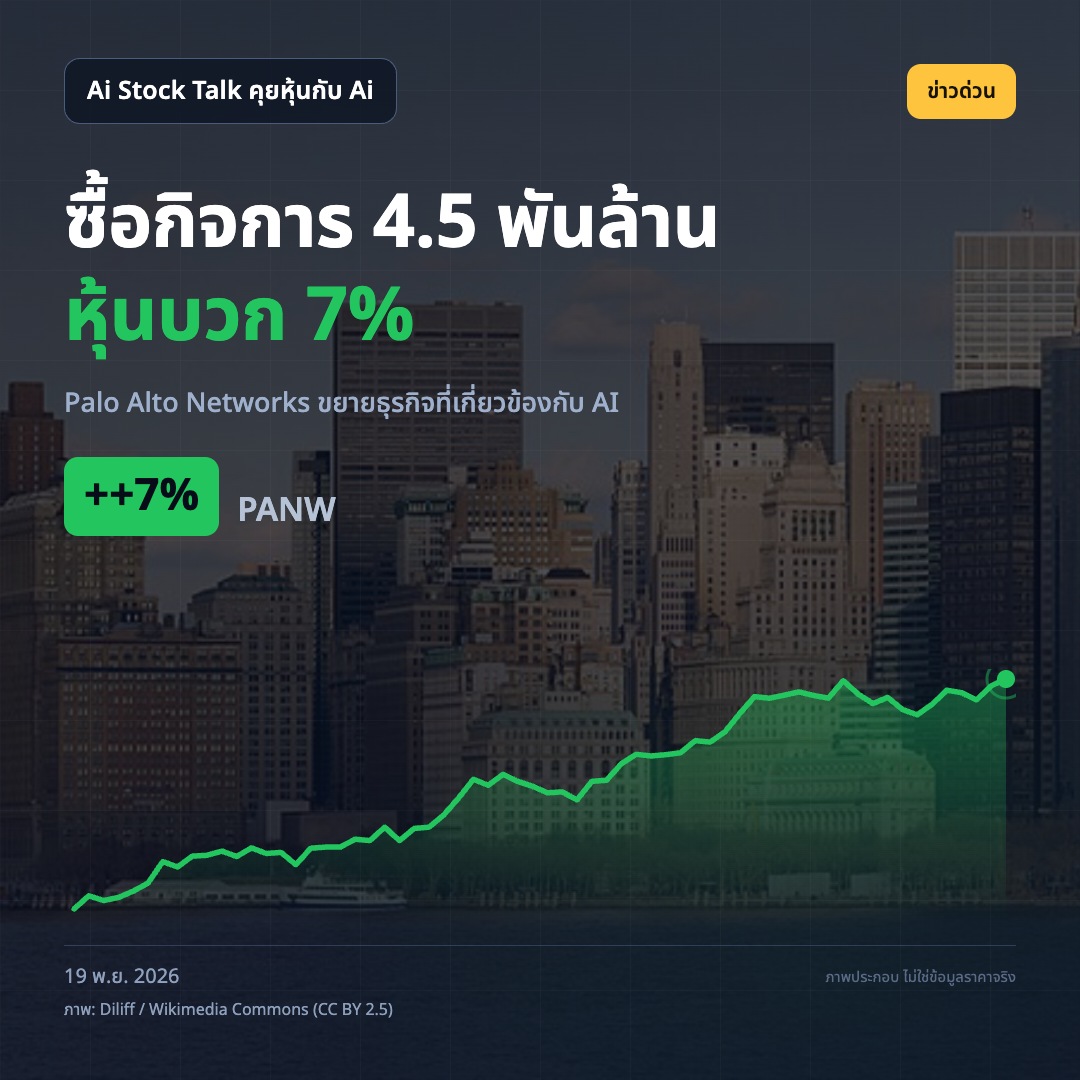 Ai Stock Talk คุยหุ้นกับ Ai
ข่าวด่วน
ซื้อกิจการ 4.5 พันล้าน
หุ้นบวก 7%
Palo Alto Networks ขยายธุรกิจที่เกี่ยวข้องกับ AI
++7%
PANW
19 พ.ย. 2026
ภาพประกอบ ไม่ใช่ข้อมูลราคาจริง
ภาพ: Diliff / Wikimedia Commons (CC BY 2.5)